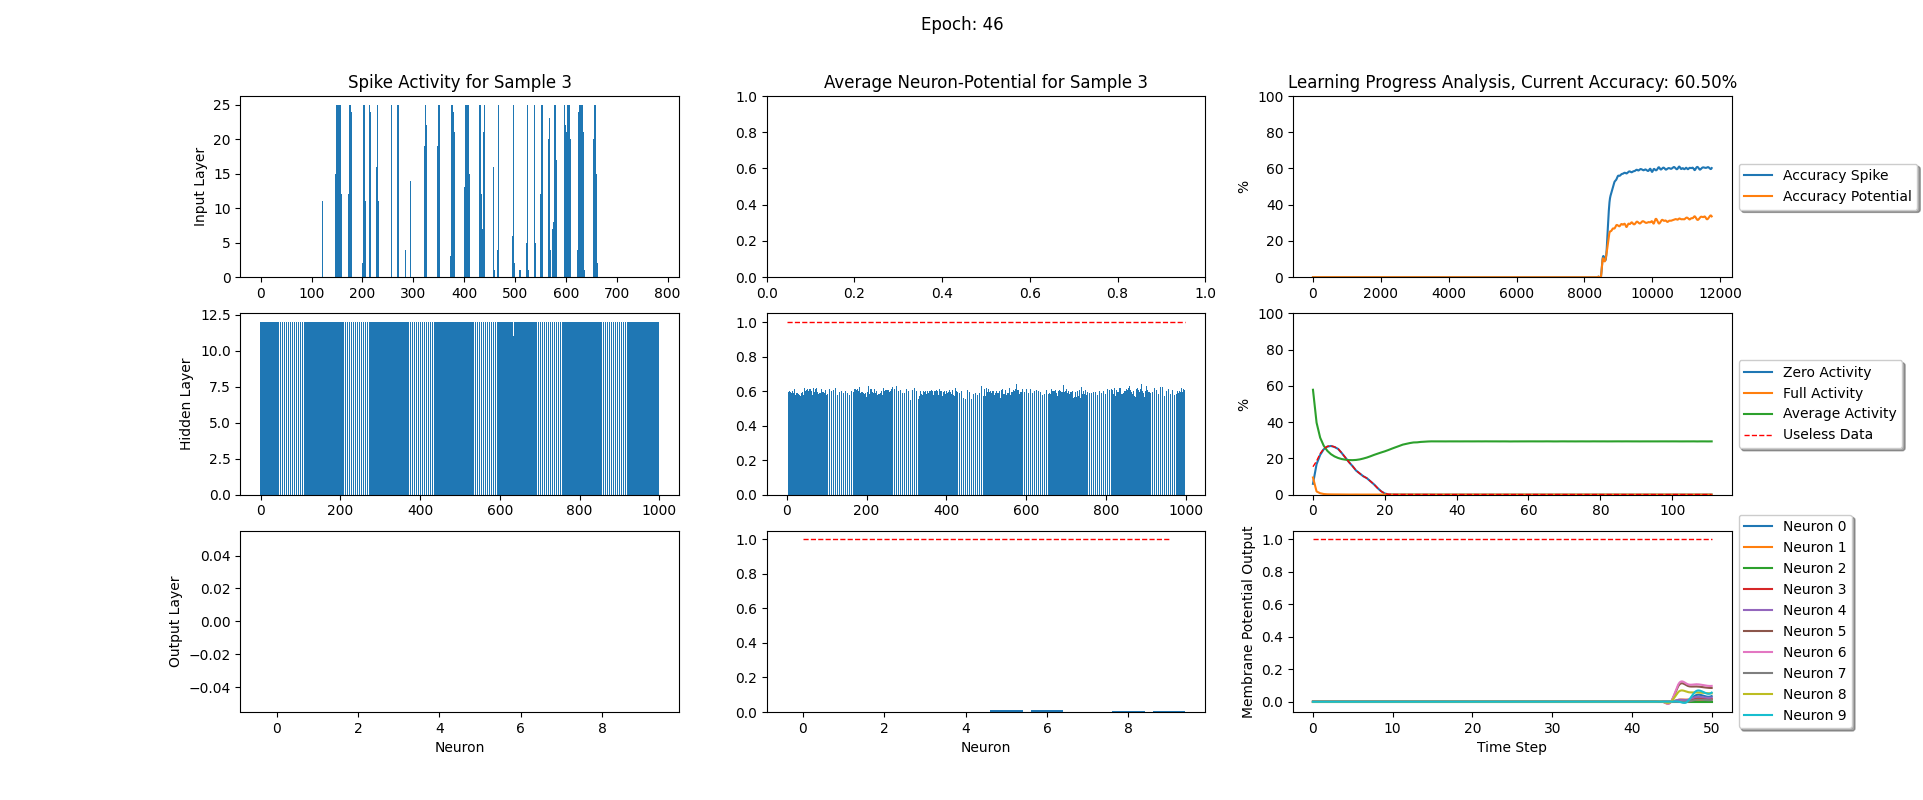 Epoch: 46
Spike Activity for Sample 3
Input Layer
25
20
15
10
5
0
0 100 200 300 400 500 600 700 800
Average Neuron-Potential for Sample 3
1.0
0.8
0.6
0.4
0.2
0.0
0.0 0.2 0.4 0.6 0.8 1.0
Learning Progress Analysis, Current Accuracy: 60.50%
%
100
80
60
40
20
0
0 2000 4000 6000 8000 10000 12000
Accuracy Spike
Accuracy Potential
Hidden Layer
12.5
10.0
7.5
5.0
2.5
0.0
0 200 400 600 800 1000
1.0
0.8
0.6
0.4
0.2
0.0
0 200 400 600 800 1000
%
100
80
60
40
20
0
0 20 40 60 80 100
Zero Activity
Full Activity
Average Activity
Useless Data
Output Layer
0.04
0.02
0.00
−0.02
−0.04
0 2 4 6 8
Neuron
1.0
0.8
0.6
0.4
0.2
0.0
0 2 4 6 8
Neuron
Membrane Potential Output
1.0
0.8
0.6
0.4
0.2
0.0
0 10 20 30 40 50
Time Step
Neuron 0
Neuron 1
Neuron 2
Neuron 3
Neuron 4
Neuron 5
Neuron 6
Neuron 7
Neuron 8
Neuron 9